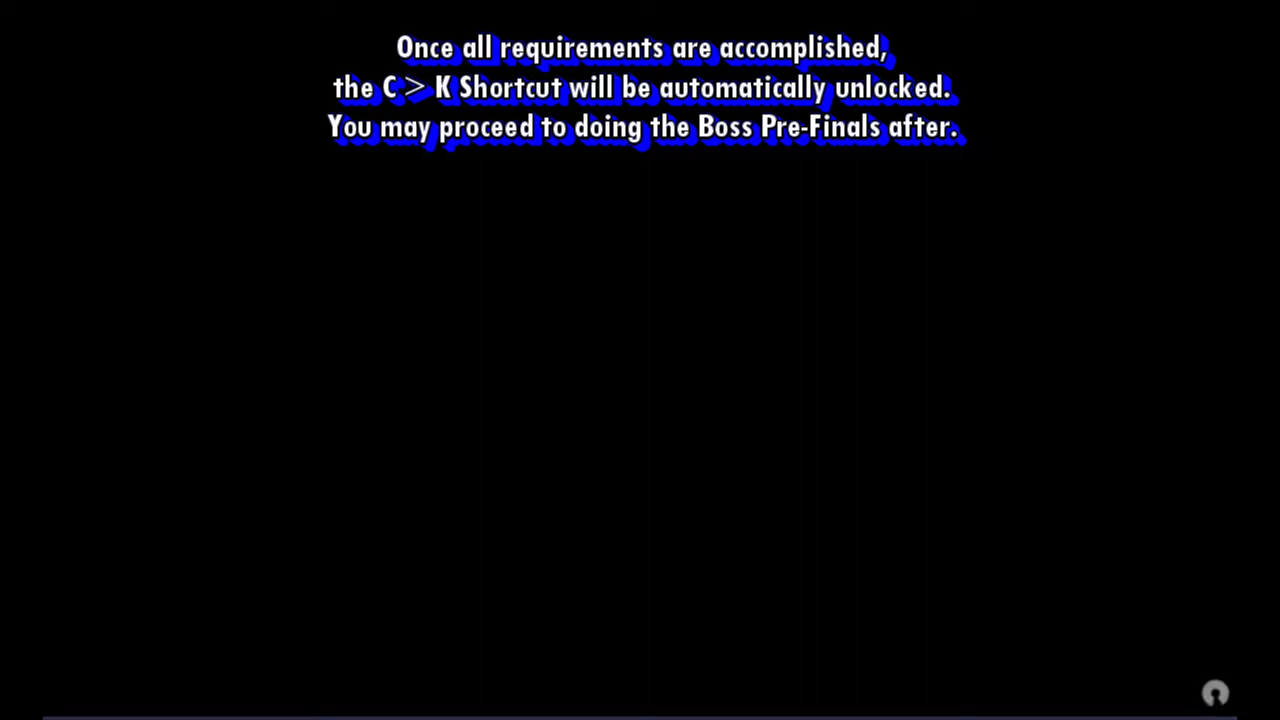 Once all requirements are accomplished,
the C > K Shortcut will be automatically unlocked.
You may proceed to doing the Boss Pre-Finals after.